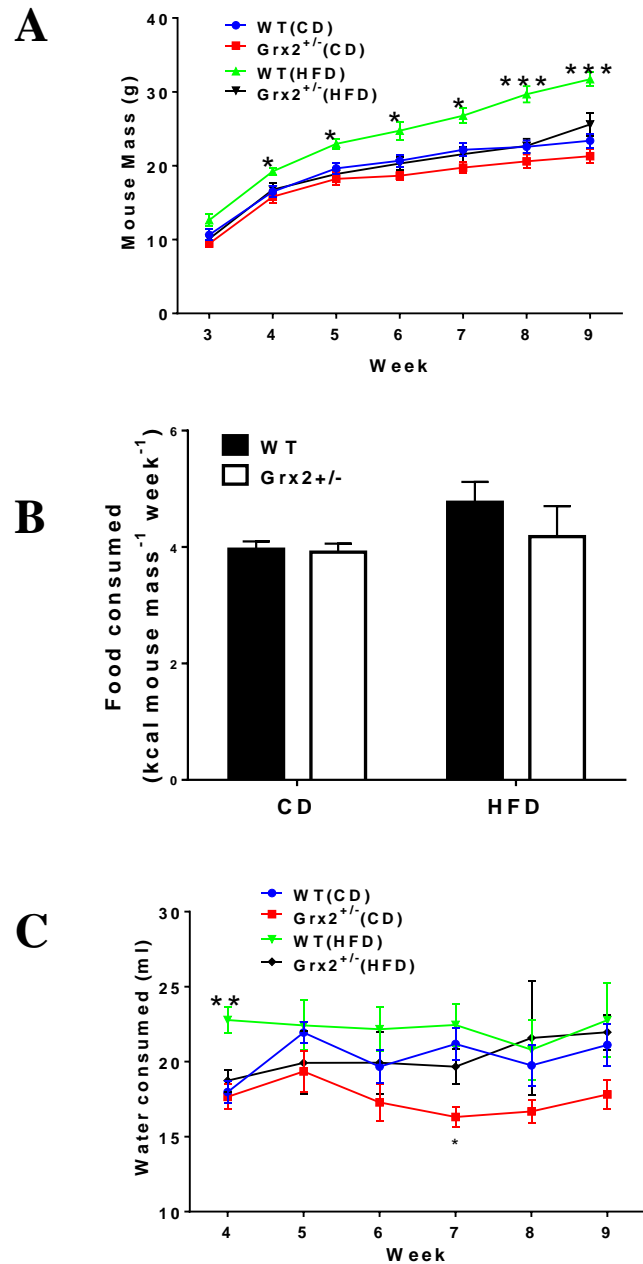 A
WT(CD)
Grx2+/-(CD)
WT(HFD)
Grx2+/-(HFD)
* * * * * *** ***
Mouse Mass (g)
40
30
20
10
0
3 4 5 6 7 8 9
Week
B
WT
Grx2+/-
Food consumed
(kcal mouse mass-1 week-1)
6
4
2
0
CD HFD
C
WT(CD)
Grx2+/-(CD)
WT(HFD)
Grx2+/-(HFD)
**
*
Water consumed (ml)
30
25
20
15
10
4 5 6 7 8 9
Week